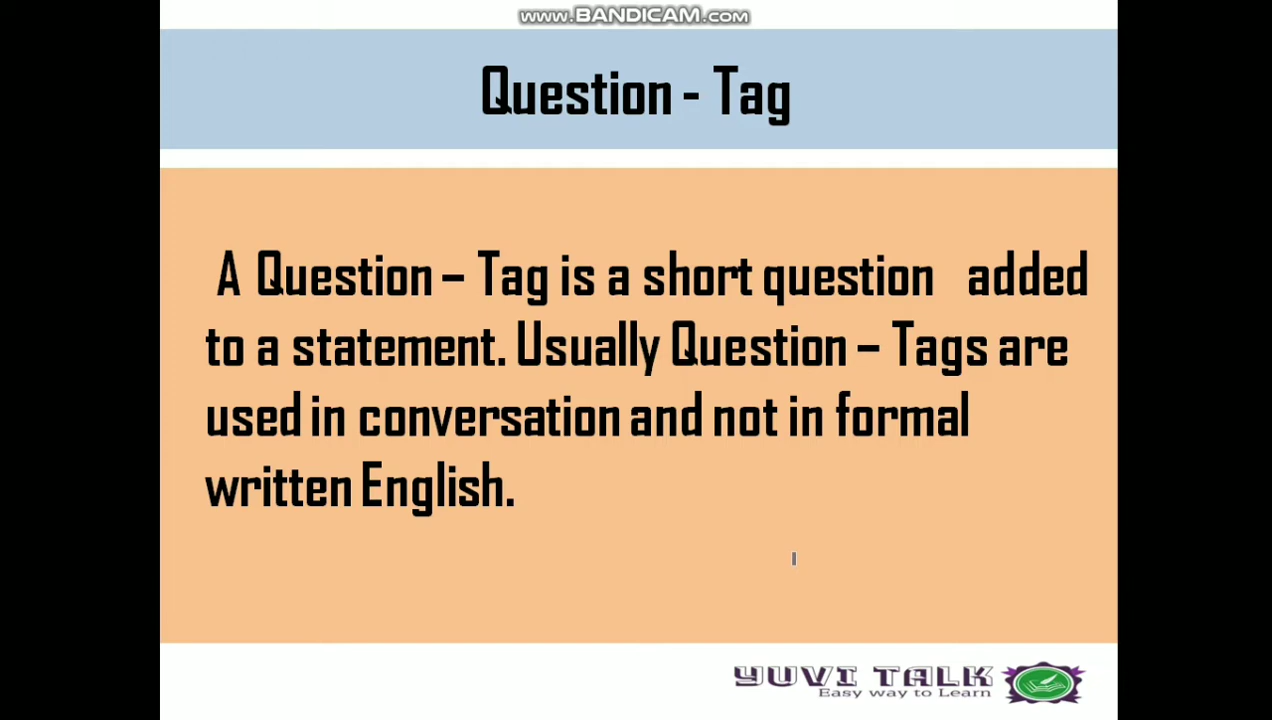 www.BANDICAM.com
Question - Tag
A Question – Tag is a short question added
to a statement. Usually Question – Tags are
used in conversation and not in formal
written English.
YUVI TALK
Easy way to Learn